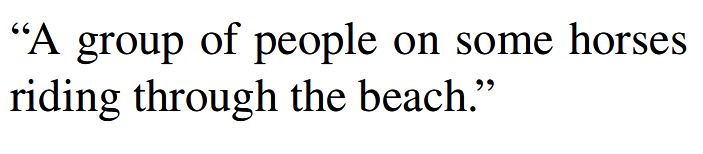 “A group of people on some horses
riding through the beach.”